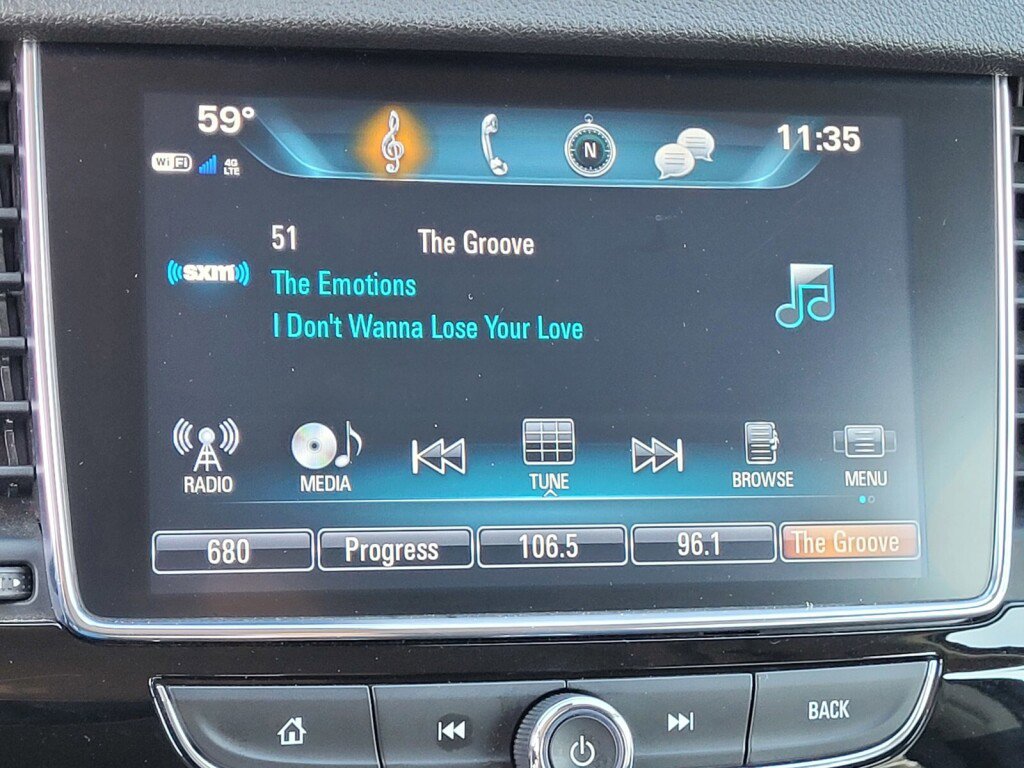 59°
11:35
WiFi
4G
LTE
N
51 The Groove
sxm
The Emotions
I Don't Wanna Lose Your Love
RADIO MEDIA TUNE BROWSE MENU
680 Progress 106.5 96.1 The Groove
BACK